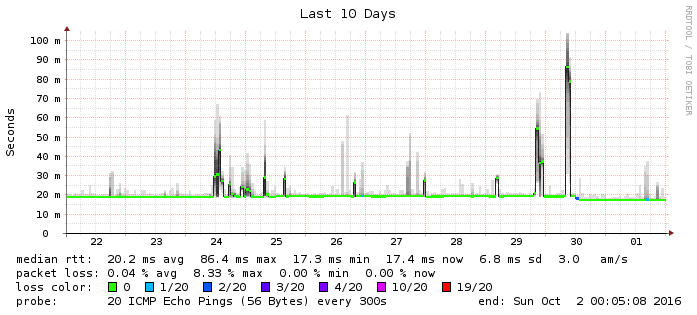 Last 10 Days
RRDTOOL / TOBI OETIKER
Seconds
100 m
90 m
80 m
70 m
60 m
50 m
40 m
30 m
20 m
10 m
0
22 23 24 25 26 27 28 29 30 01
median rtt: 20.2 ms avg 86.4 ms max 17.3 ms min 17.4 ms now 6.8 ms sd 3.0 am/s
packet loss: 0.04 % avg 8.33 % max 0.00 % min 0.00 % now
loss color: 0 1/20 2/20 3/20 4/20 10/20 19/20
probe: 20 ICMP Echo Pings (56 Bytes) every 300s end: Sun Oct 2 00:05:08 2016